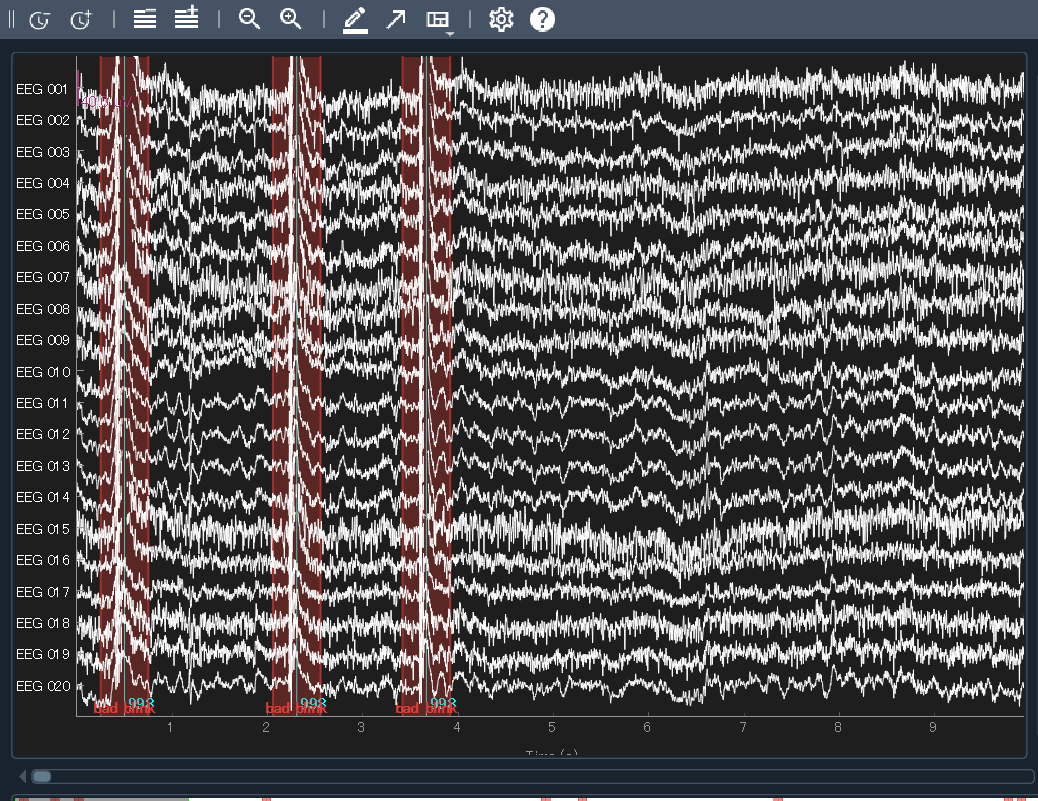 EEG 001
EEG 002
EEG 003
EEG 004
EEG 005
EEG 006
EEG 007
EEG 008
EEG 009
EEG 010
EEG 011
EEG 012
EEG 013
EEG 014
EEG 015
EEG 016
EEG 017
EEG 018
EEG 019
EEG 020
998 998 998
bad blink bad blink bad blink
1 2 3 4 5 6 7 8 9
Time (s)